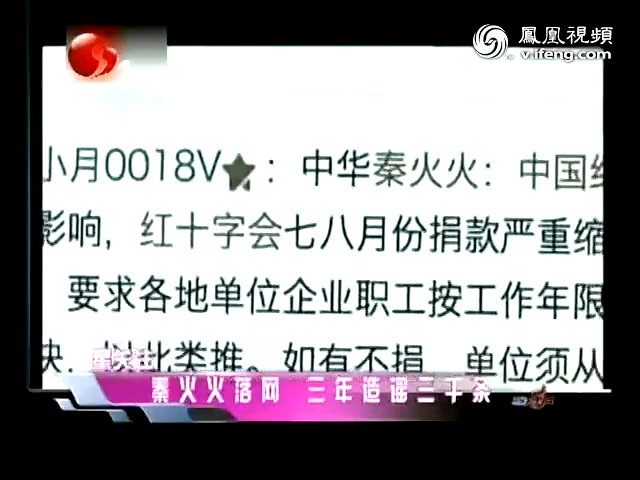 鳳凰視頻
v.ifeng.com
小月0018V★：中华秦火火：中国
影响，红十字会七八月份捐款严重缩
要求各地单位企业职工按工作年限
以此类推。如有不捐，单位须从
星关注
秦火火落网 三年造谣三千条